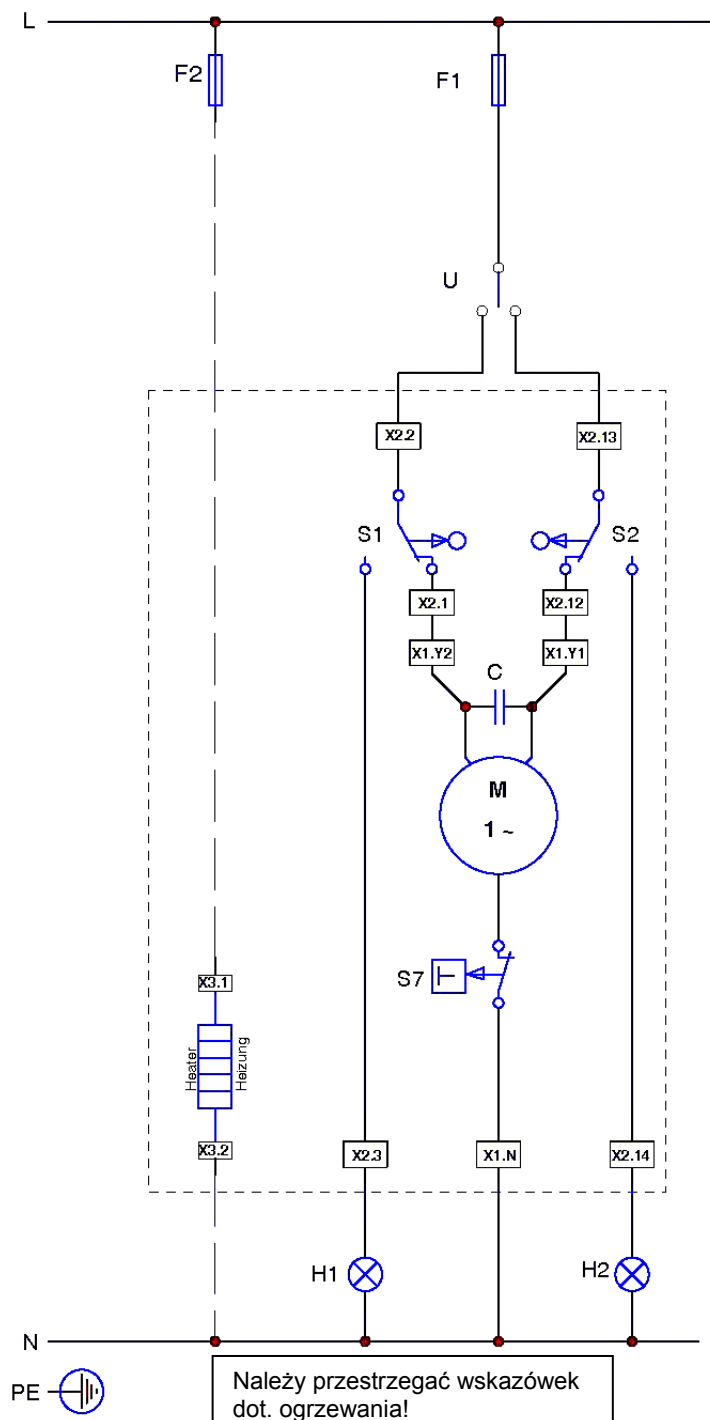 L
F2
F1
U
X2.2
X2.13
S1
S2
X2.1
X2.12
X1.Y2
X1.Y1
C
M
1 ~
S7
X3.1
Heater
Heizung
X3.2
X2.3
X1.N
X2.14
H1
H2
N
PE
Należy przestrzegać wskazówek
dot. ogrzewania!